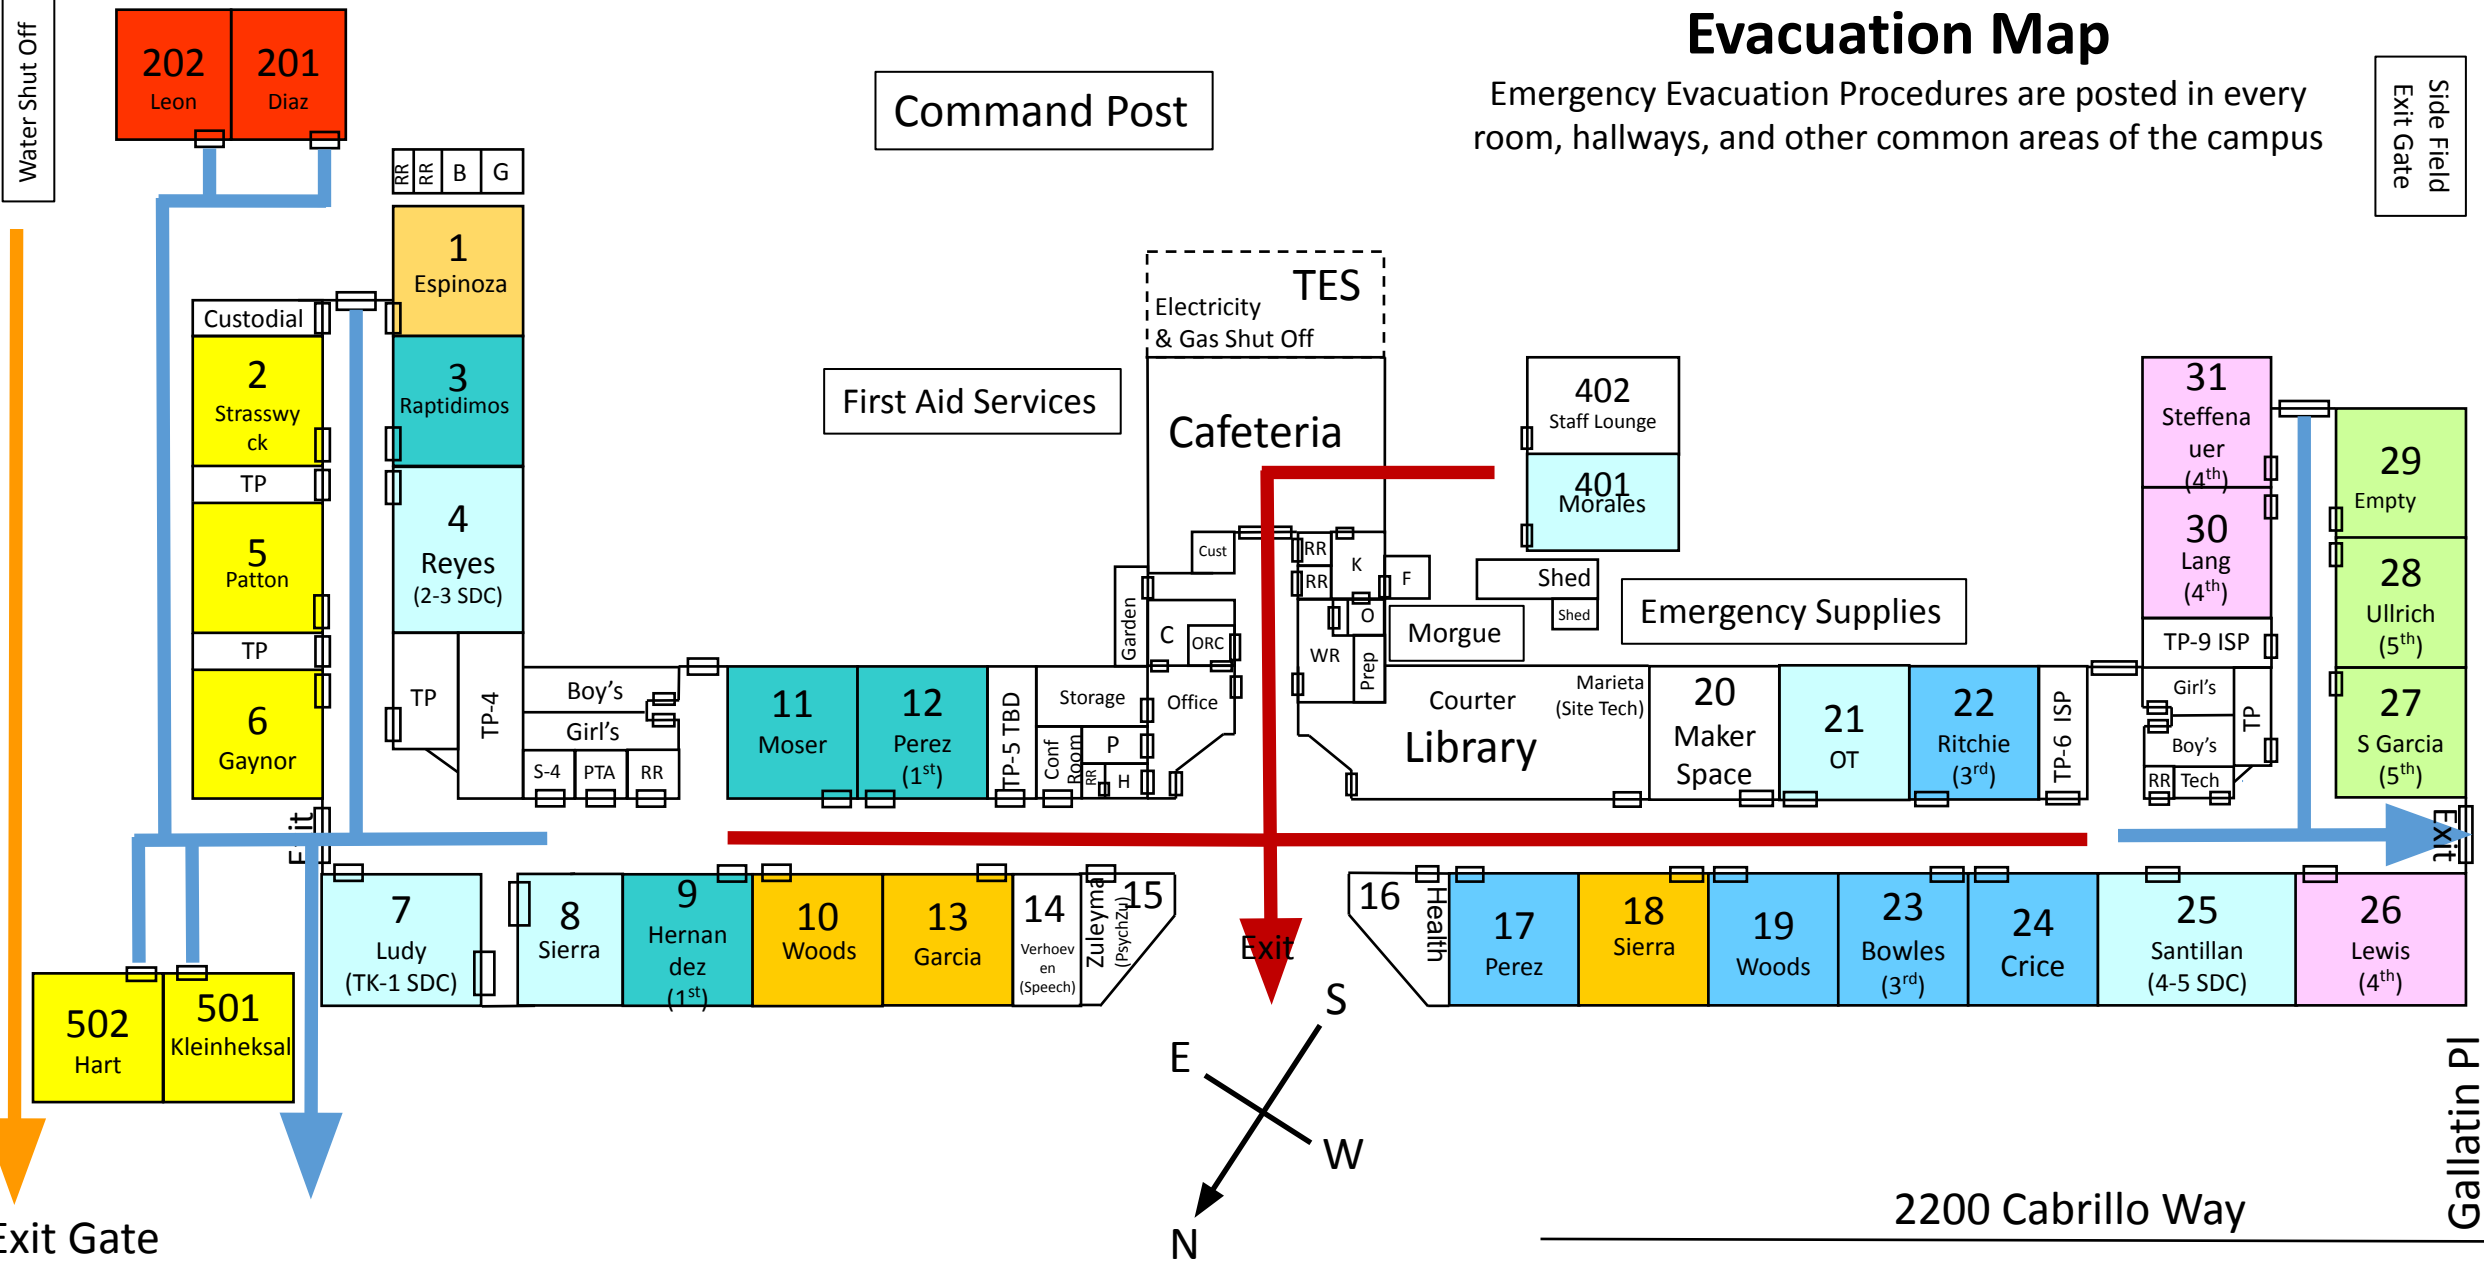 Evacuation Map
Emergency Evacuation Procedures are posted in every
room, hallways, and other common areas of the campus
Water Shut Off
202
Leon
201
Diaz
Command Post
Side Field
Exit Gate
RR
RR
B
G
1
Espinoza
Custodial
2
Strasswy
ck
TP
5
Patton
TP
6
Gaynor
3
Raptidimos
4
Reyes
(2-3 SDC)
TP
TP-4
Boy's
Girl's
S-4
PTA
RR
First Aid Services
TES
Electricity
& Gas Shut Off
Cafeteria
Cust
RR
RR
K
F
O
WR
Prep
Garden
C
ORC
Office
11
Moser
12
Perez
(1st)
TP-5 TBD
Storage
Conf
Room
P
RR
H
402
Staff Lounge
401
Morales
Shed
Shed
Emergency Supplies
Morgue
Courter
Library
Marieta
(Site Tech)
20
Maker
Space
21
OT
22
Ritchie
(3rd)
TP-6 ISP
31
Steffena
uer
(4th)
30
Lang
(4th)
TP-9 ISP
Girl's
Boy's
TP
RR
Tech
29
Empty
28
Ullrich
(5th)
27
S Garcia
(5th)
Exit
Exit
7
Ludy
(TK-1 SDC)
8
Sierra
9
Hernan
dez
(1st)
10
Woods
13
Garcia
14
Verhoev
en
(Speech)
15
Zuleyma
(PsychZu)
Exit
16
Health
17
Perez
18
Sierra
19
Woods
23
Bowles
(3rd)
24
Crice
25
Santillan
(4-5 SDC)
26
Lewis
(4th)
502
Hart
501
Kleinheksal
S
E
W
N
Exit Gate
2200 Cabrillo Way
Gallatin Pl